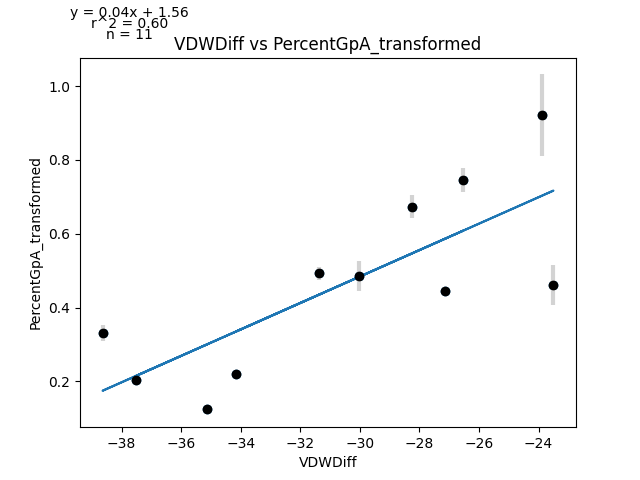 y = 0.04x + 1.56
r^2 = 0.60
n = 11
VDWDiff vs PercentGpA_transformed
PercentGpA_transformed
1.0
0.8
0.6
0.4
0.2
−38
−36
−34
−32
−30
−28
−26
−24
VDWDiff